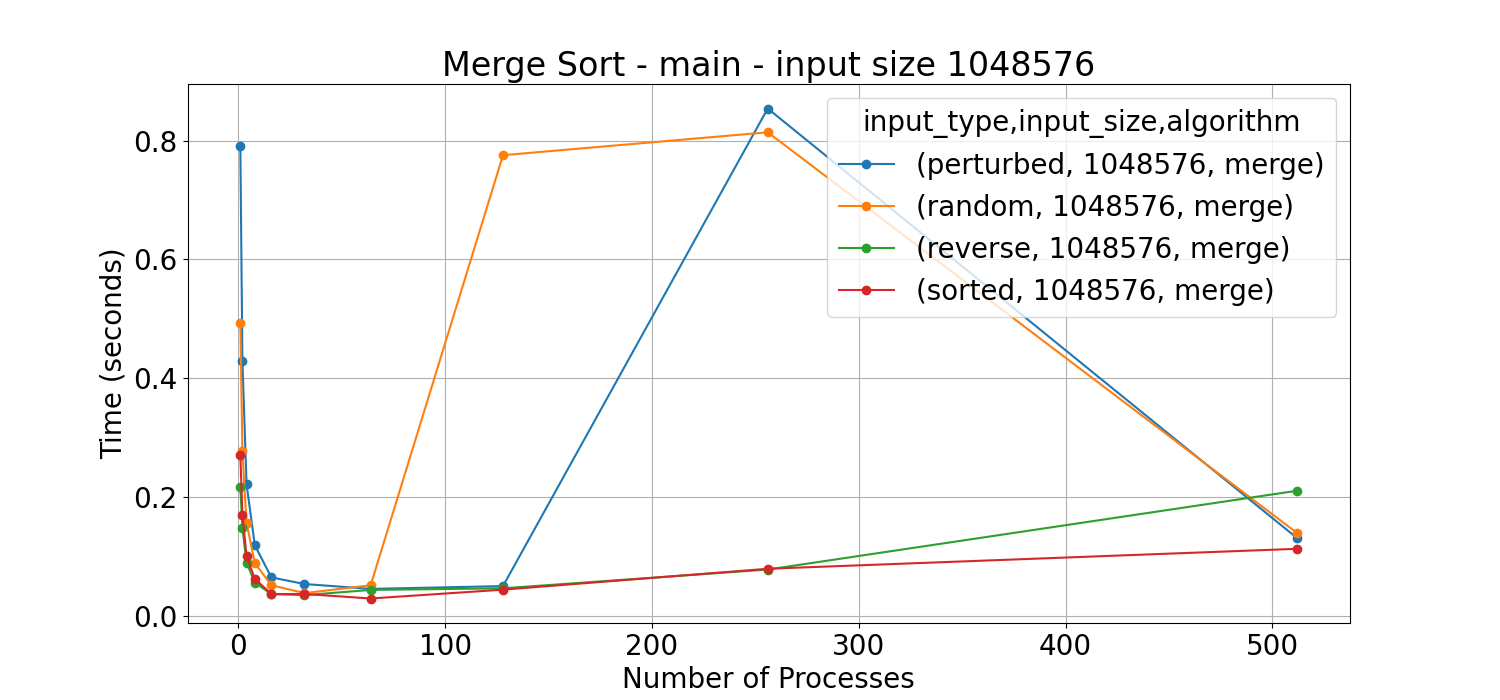 Merge Sort - main - input size 1048576
input_type,input_size,algorithm
(perturbed, 1048576, merge)
(random, 1048576, merge)
(reverse, 1048576, merge)
(sorted, 1048576, merge)
Time (seconds)
0.8
0.6
0.4
0.2
0.0
0 100 200 300 400 500
Number of Processes